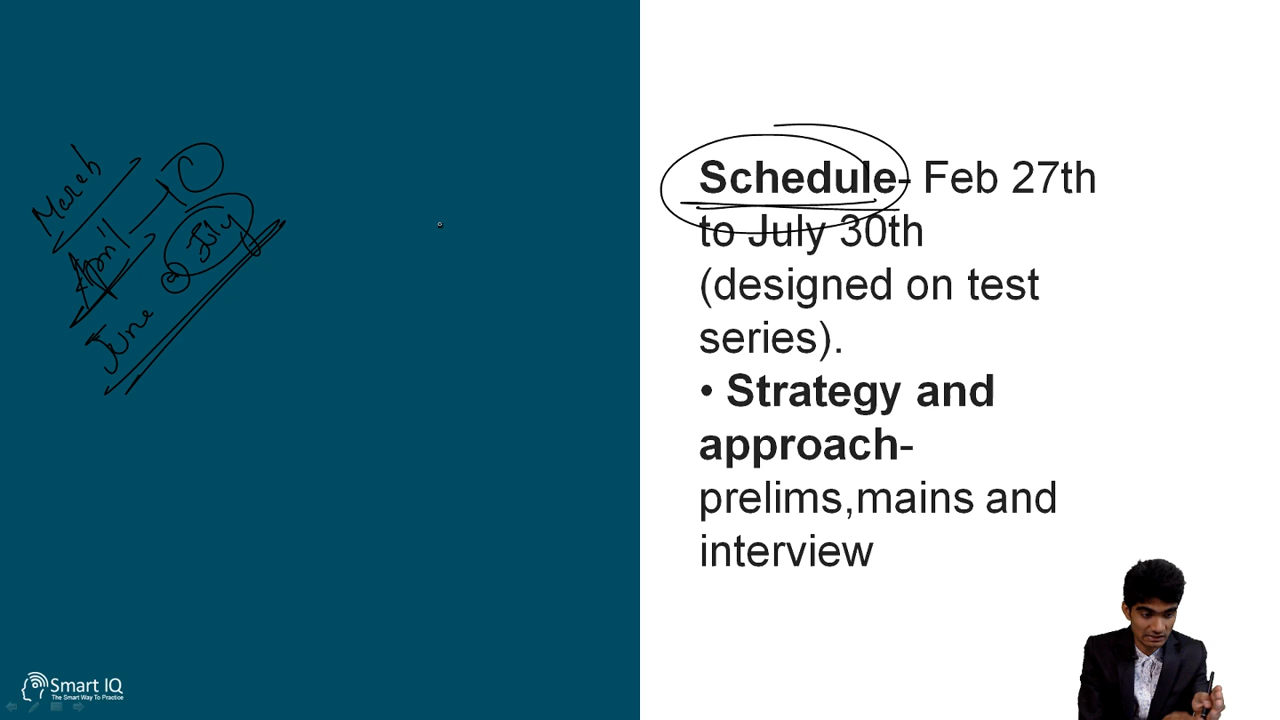 March
April - C
June @ July
Schedule- Feb 27th
to July 30th
(designed on test
series).
• Strategy and
approach-
prelims,mains and
interview
Smart IQ
The Smart Way To Practice